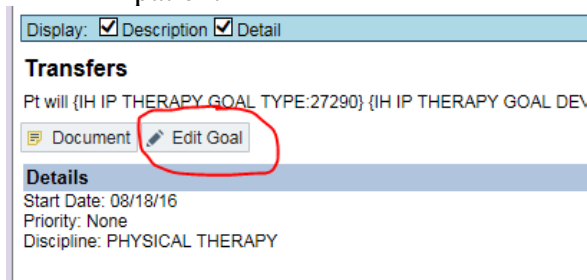 Display: Description Detail
Transfers
Pt will {IH IP THERAPY GOAL TYPE:27290} {IH IP THERAPY GOAL DEV
Document Edit Goal
Details
Start Date: 08/18/16
Priority: None
Discipline: PHYSICAL THERAPY